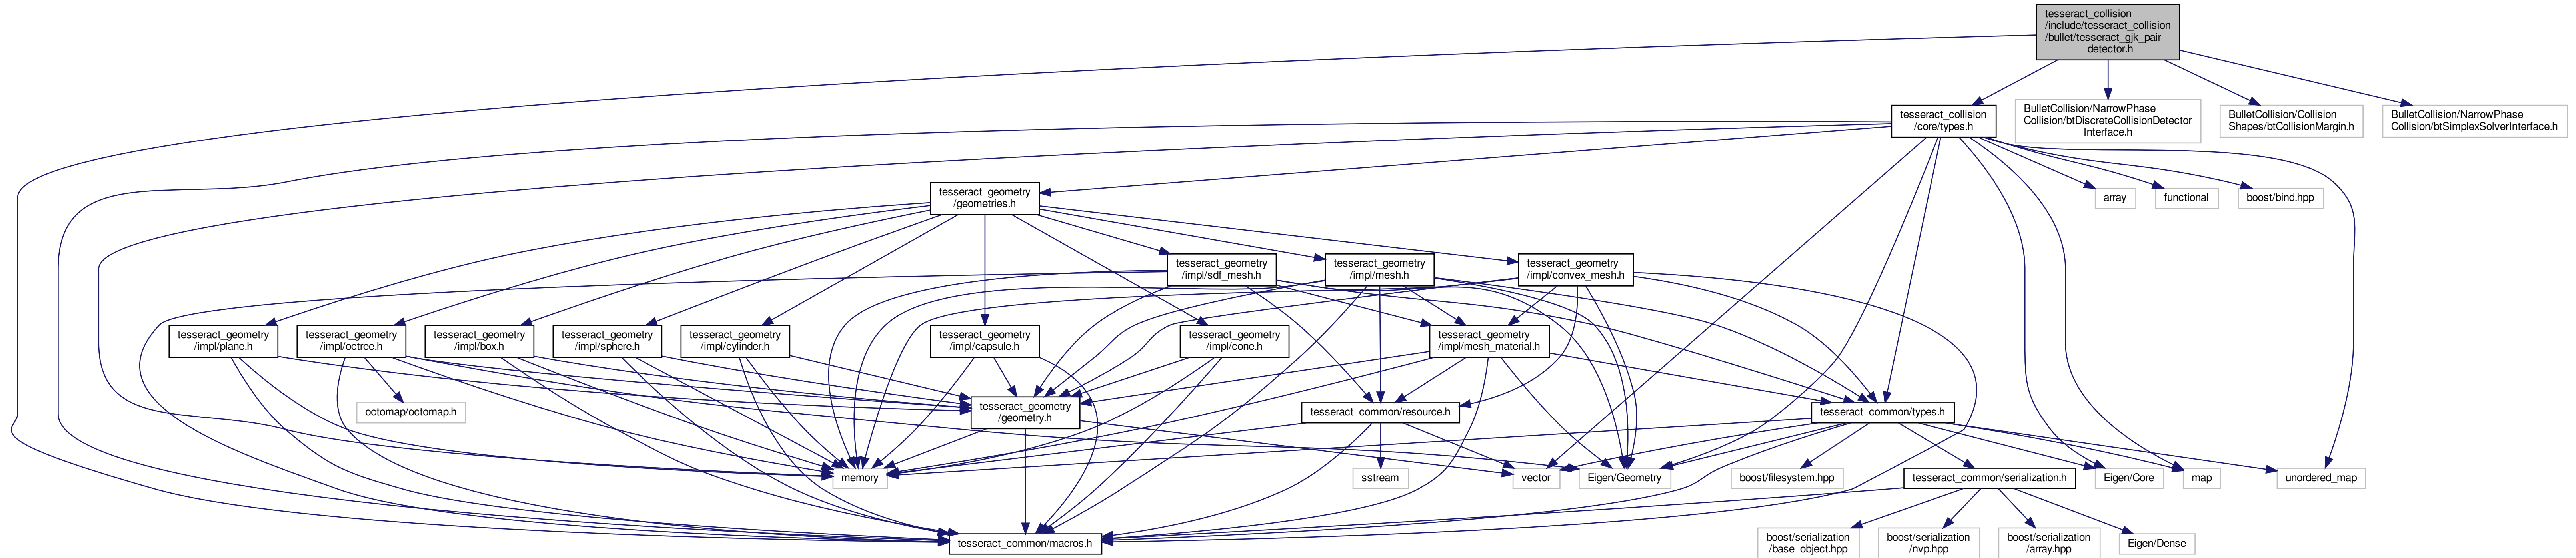 tesseract_collision
/include/tesseract_collision
/bullet/tesseract_gjk_pair
_detector.h
tesseract_collision
/core/types.h
BulletCollision/NarrowPhase
Collision/btDiscreteCollisionDetector
Interface.h
BulletCollision/Collision
Shapes/btCollisionMargin.h
BulletCollision/NarrowPhase
Collision/btSimplexSolverInterface.h
tesseract_geometry
/geometries.h
array
functional
boost/bind.hpp
tesseract_geometry
/impl/sdf_mesh.h
tesseract_geometry
/impl/mesh.h
tesseract_geometry
/impl/convex_mesh.h
tesseract_geometry
/impl/plane.h
tesseract_geometry
/impl/octree.h
tesseract_geometry
/impl/box.h
tesseract_geometry
/impl/sphere.h
tesseract_geometry
/impl/cylinder.h
tesseract_geometry
/impl/capsule.h
tesseract_geometry
/impl/cone.h
tesseract_geometry
/impl/mesh_material.h
octomap/octomap.h
tesseract_geometry
/geometry.h
tesseract_common/resource.h
tesseract_common/types.h
memory
sstream
vector
Eigen/Geometry
boost/filesystem.hpp
tesseract_common/serialization.h
Eigen/Core
map
unordered_map
tesseract_common/macros.h
boost/serialization
/base_object.hpp
boost/serialization
/nvp.hpp
boost/serialization
/array.hpp
Eigen/Dense